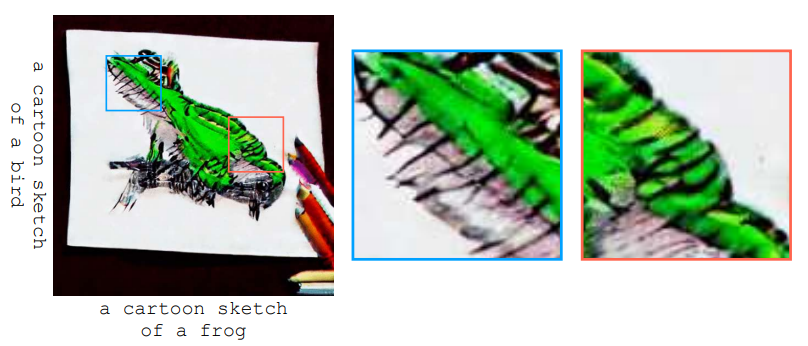 a cartoon sketch
of a bird
a cartoon sketch
of a frog